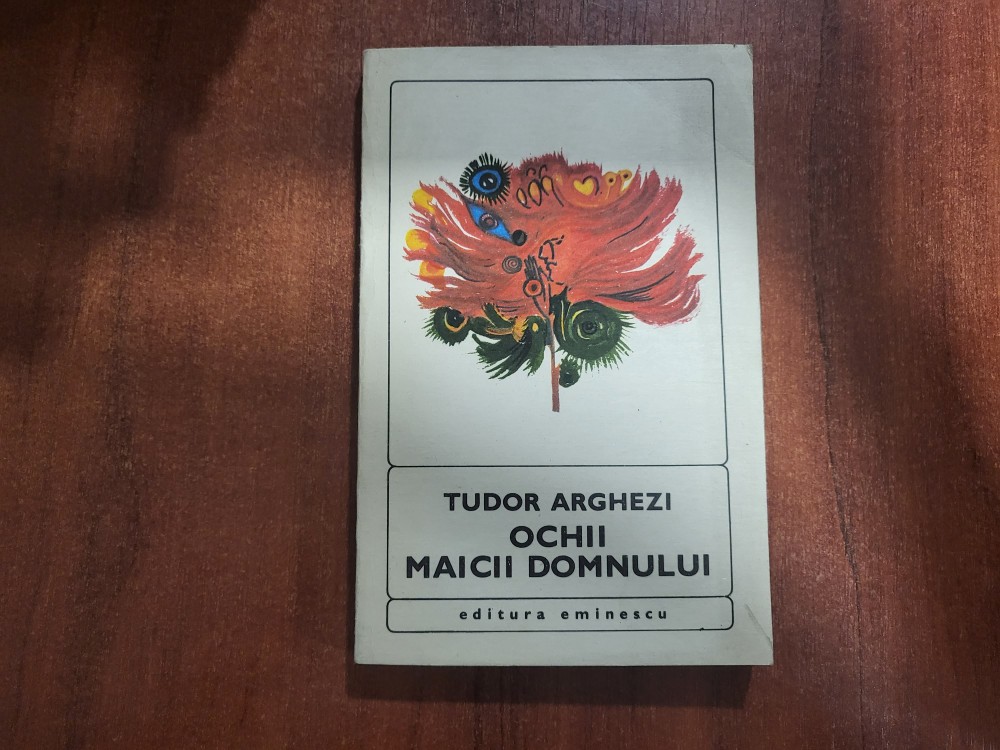 TUDOR ARGHEZI
OCHII
MAICII DOMNULUI
editura eminescu